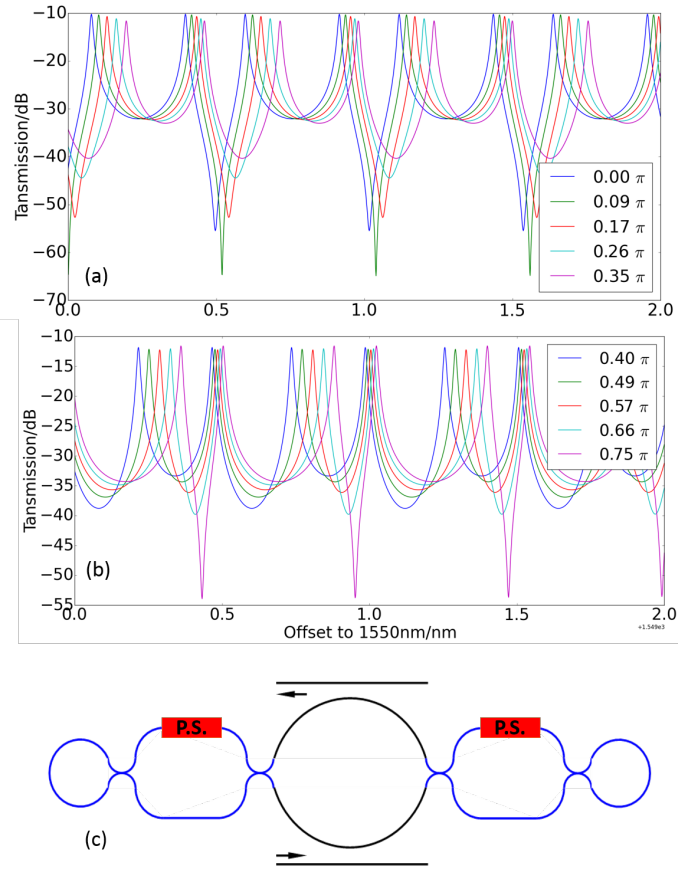 −10
−20
−30
−40
−50
−60
−70
Tansmission/dB
0.00 π
0.09 π
0.17 π
0.26 π
0.35 π
(a)
0.0 0.5 1.0 1.5 2.0
−10
−15
−20
−25
−30
−35
−40
−45
−50
−55
Tansmission/dB
0.40 π
0.49 π
0.57 π
0.66 π
0.75 π
(b)
0.0 0.5 1.0 1.5 2.0
Offset to 1550nm/nm
+1.549e3
P.S. P.S.
(c)